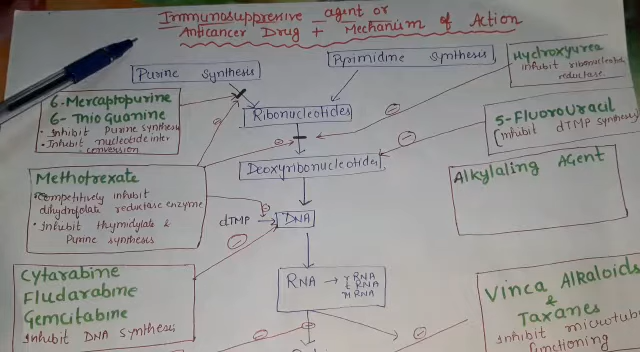 Immunosuppressive agent or
Anticancer Drug + Mechanism of Action
Purine Synthesis
Pyrimidine Synthesis
Hydroxyurea
inhibit ribonucleotide
reductase
6-Mercaptopurine
6-Thio Guanine
• Inhibit Purine synthesis
• Inhibit nucleotide inter
conversion
Ribonucleotides
5-FluoroUracil
[inhibit dTMP synthesis]
Methotrexate
• Competitively inhibit
dihydrofolate reductase enzyme
• inhibit thymidylate &
Purine synthesis
Deoxyribonucleotides
Alkylaling Agent
dTMP → DNA
Cytarabine
Fludarabine
Gemcitabine
Inhibit DNA Synthesis
RNA → rRNA
tRNA
mRNA
Vinca Alkaloids
&
Taxanes
Inhibit microtub
functioning